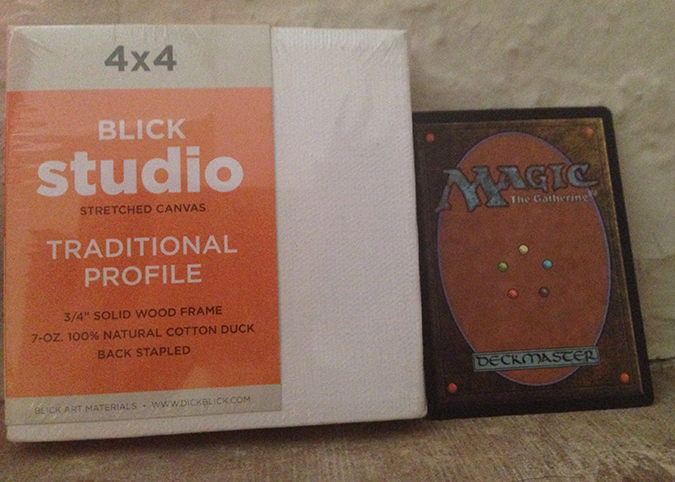 4x4
BLICK
studio
STRETCHED CANVAS
TRADITIONAL
PROFILE
3/4" SOLID WOOD FRAME
7-OZ. 100% NATURAL COTTON DUCK
BACK STAPLED
BLICK ART MATERIALS • WWW.DICKBLICK.COM
MAGIC
The Gathering®
DECKMASTER